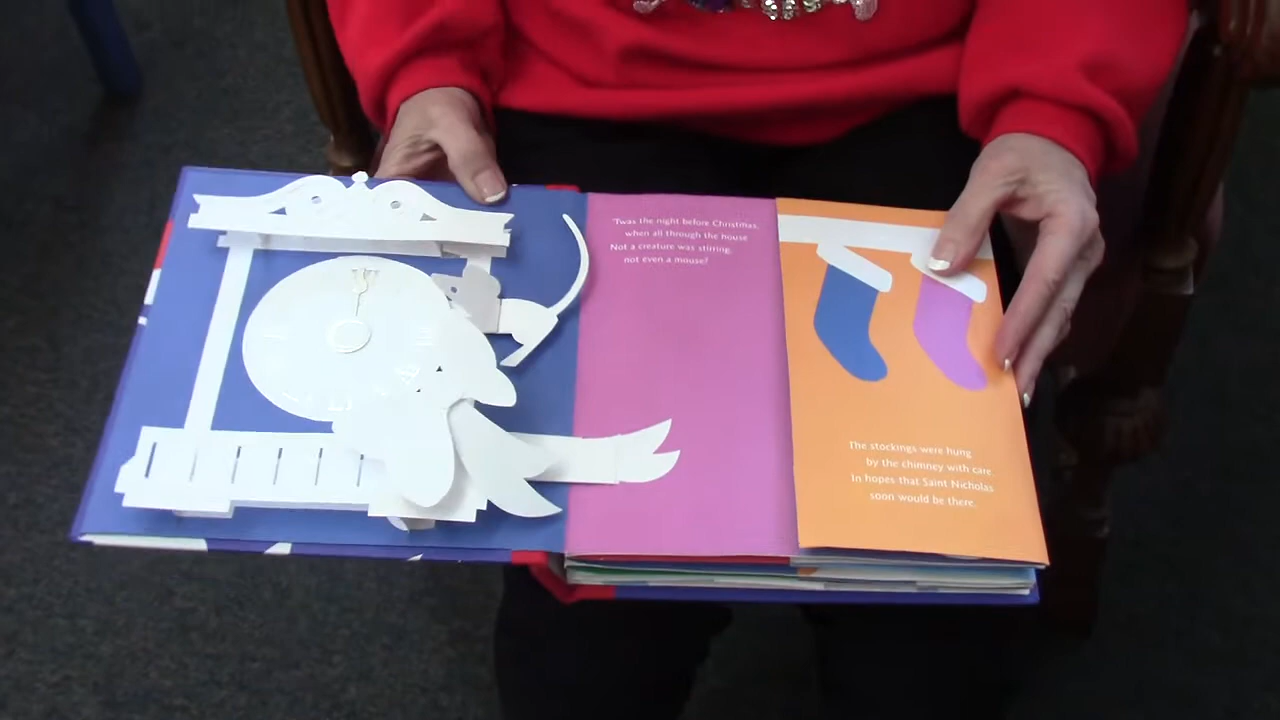 'Twas the night before Christmas,
when all through the house
Not a creature was stirring,
not even a mouse?
The stockings were hung
by the chimney with care
In hopes that Saint Nicholas
soon would be there.